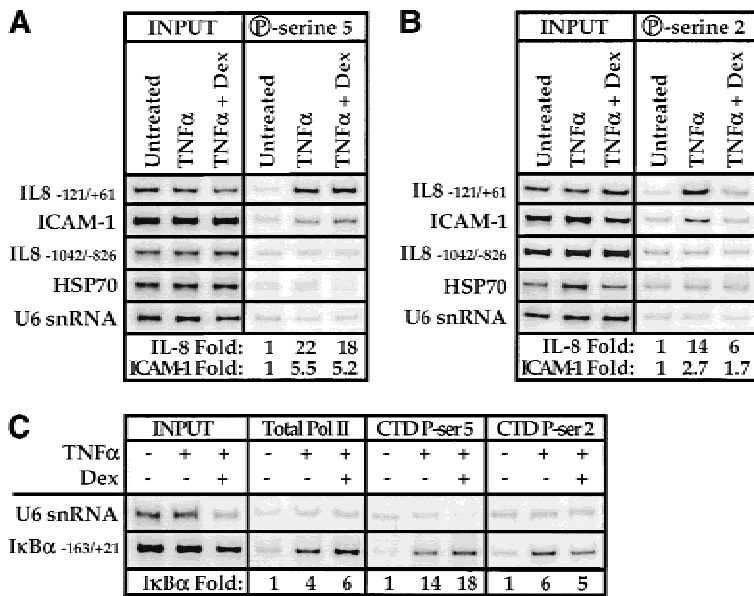 A
INPUT Ⓟ-serine 5
Untreated TNFα TNFα + Dex Untreated TNFα TNFα + Dex
IL8 -121/+61
ICAM-1
IL8 -1042/-826
HSP70
U6 snRNA
IL-8 Fold: 1 22 18
ICAM-1 Fold: 1 5.5 5.2
B
INPUT Ⓟ-serine 2
Untreated TNFα TNFα + Dex Untreated TNFα TNFα + Dex
IL8 -121/+61
ICAM-1
IL8 -1042/-826
HSP70
U6 snRNA
IL-8 Fold: 1 14 6
ICAM-1 Fold: 1 2.7 1.7
C
INPUT Total Pol II CTD P-ser 5 CTD P-ser 2
TNFα - + + - + + - + + - + +
Dex - - + - - + - - + - - +
U6 snRNA
IκBα -163/+21
IκBα Fold: 1 4 6 1 14 18 1 6 5